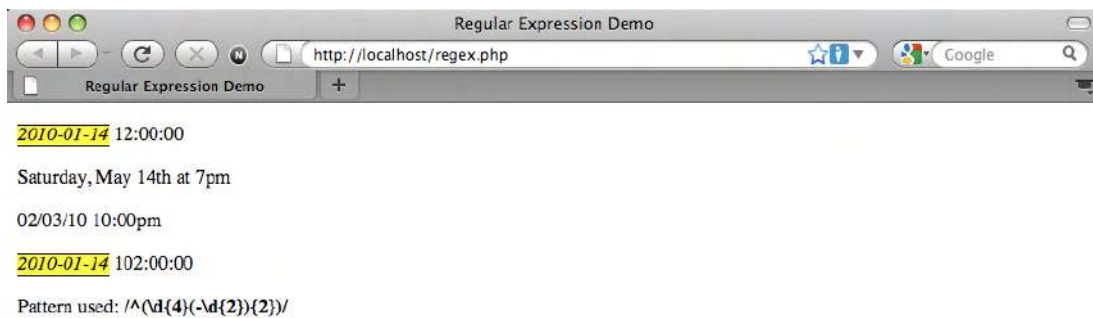 Regular Expression Demo
http://localhost/regex.php
Google
Regular Expression Demo
2010-01-14 12:00:00
Saturday, May 14th at 7pm
02/03/10 10:00pm
2010-01-14 102:00:00
Pattern used: /^(\d{4}(-\d{2}){2})/